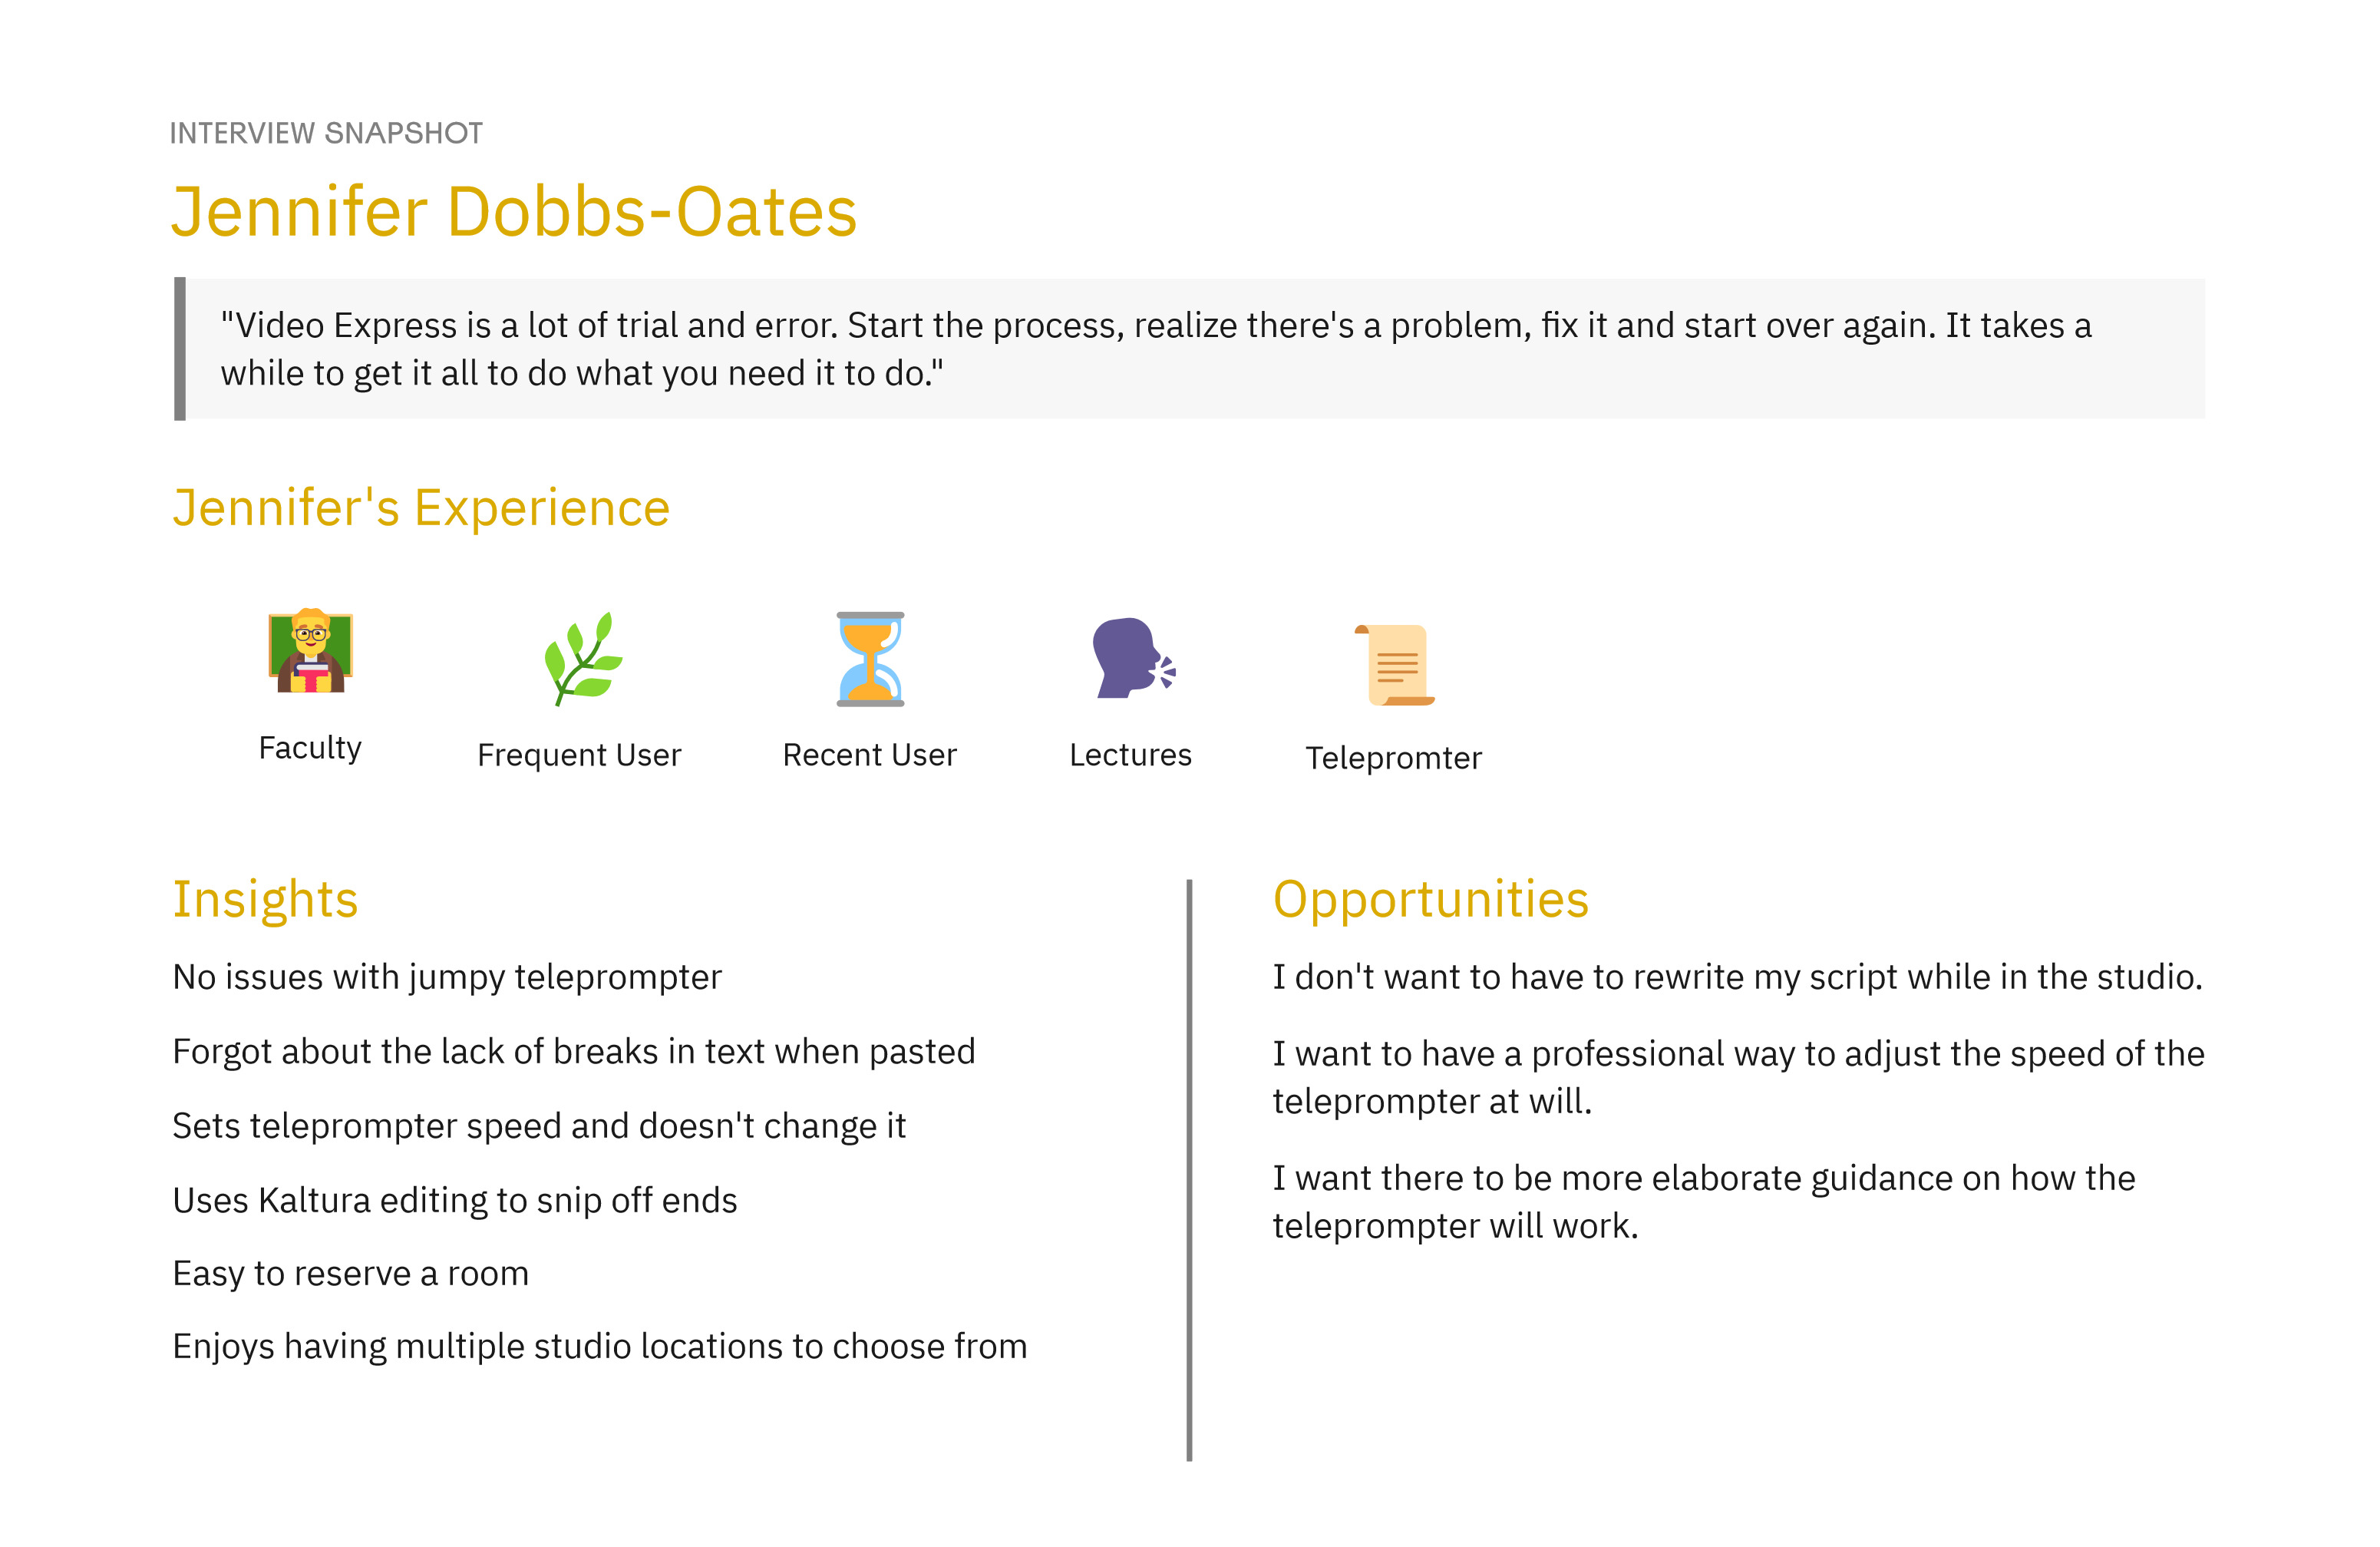 INTERVIEW SNAPSHOT
Jennifer Dobbs-Oates
"Video Express is a lot of trial and error. Start the process, realize there's a problem, fix it and start over again. It takes a
while to get it all to do what you need it to do."
Jennifer's Experience
Faculty
Frequent User
Recent User
Lectures
Telepromter
Insights
No issues with jumpy teleprompter
Forgot about the lack of breaks in text when pasted
Sets teleprompter speed and doesn't change it
Uses Kaltura editing to snip off ends
Easy to reserve a room
Enjoys having multiple studio locations to choose from
Opportunities
I don't want to have to rewrite my script while in the studio.
I want to have a professional way to adjust the speed of the
teleprompter at will.
I want there to be more elaborate guidance on how the
teleprompter will work.